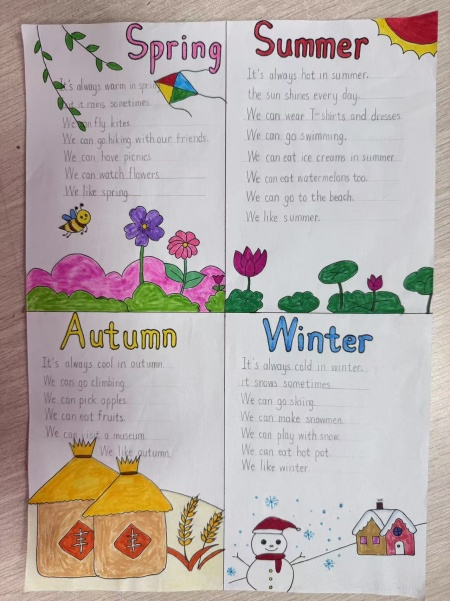 Spring
It's always warm in spring
but it rains sometimes.
We can fly kites.
We can go hiking with our friends.
We can have picnics
We can watch flowers.
We like spring.
Summer
It's always hot in summer.
the sun shines every day.
We can wear T-shirts and dresses.
We can go swimming.
We can eat ice creams in summer.
We can eat watermelons too.
We can go to the beach.
We like summer.
Autumn
It's always cool in autumn.
We can go climbing.
We can pick apples
We can eat fruits.
We can visit a museum.
We like autumn.
丰
丰
Winter
It's always cold in winter.
it snows sometimes.
We can go skiing.
We can make snowmen.
We can play with snow.
We can eat hot pot.
We like winter.